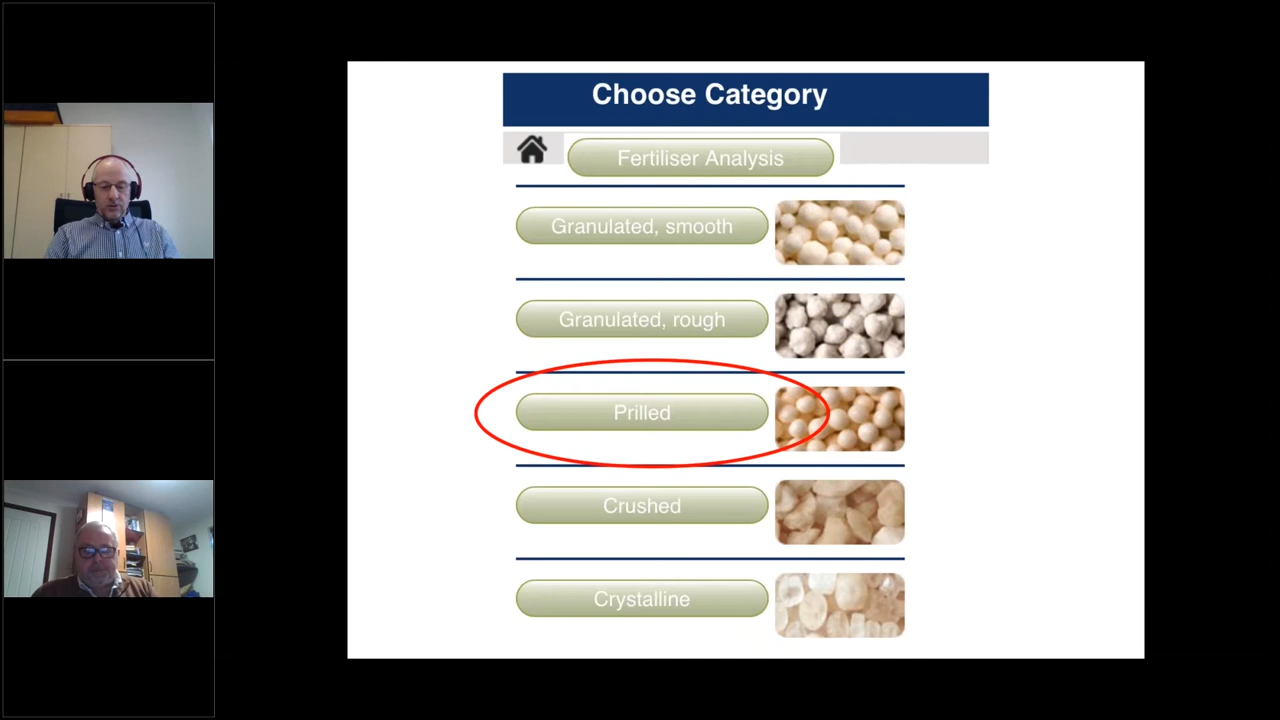 Choose Category
Fertiliser Analysis
Granulated, smooth
Granulated, rough
Prilled
Crushed
Crystalline